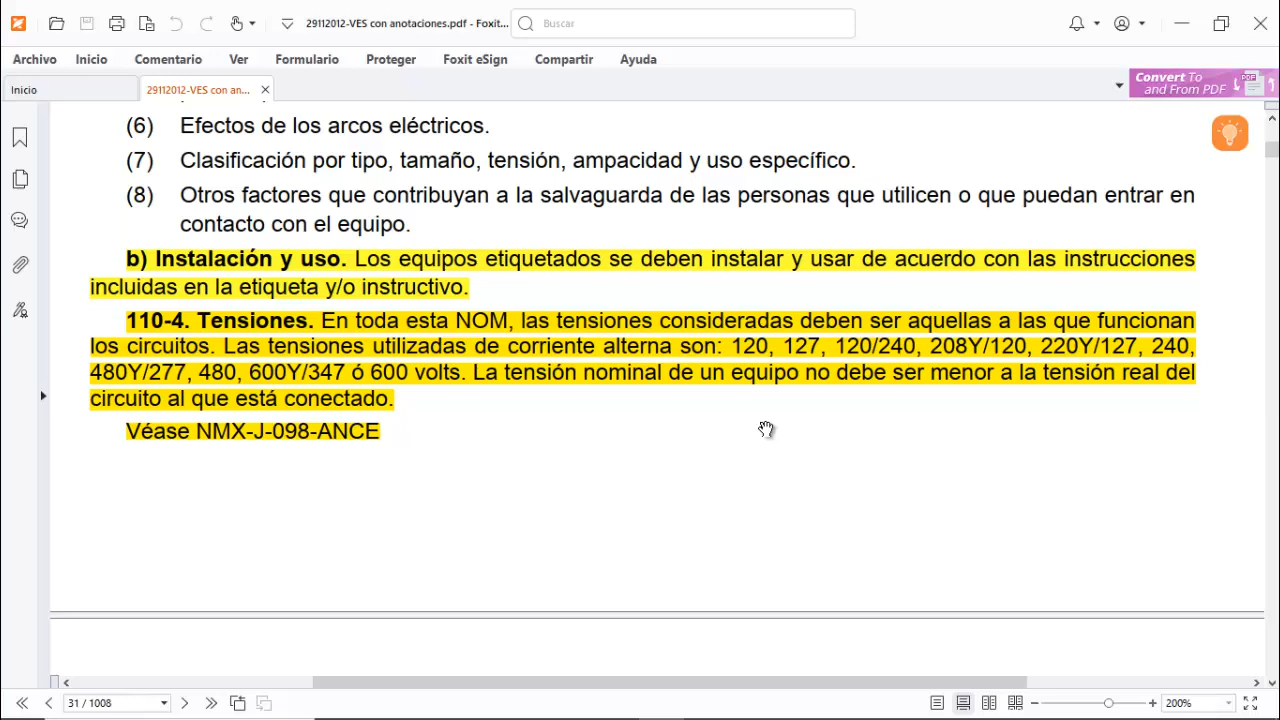 29112012-VES con anotaciones.pdf - Foxit...
Buscar
Archivo Inicio Comentario Ver Formulario Proteger Foxit eSign Compartir Ayuda
Inicio
29112012-VES con an...
Convert To
and From PDF
PDF
(6) Efectos de los arcos eléctricos.
(7) Clasificación por tipo, tamaño, tensión, ampacidad y uso específico.
(8) Otros factores que contribuyan a la salvaguarda de las personas que utilicen o que puedan entrar en
contacto con el equipo.
b) Instalación y uso. Los equipos etiquetados se deben instalar y usar de acuerdo con las instrucciones
incluidas en la etiqueta y/o instructivo.
110-4. Tensiones. En toda esta NOM, las tensiones consideradas deben ser aquellas a las que funcionan
los circuitos. Las tensiones utilizadas de corriente alterna son: 120, 127, 120/240, 208Y/120, 220Y/127, 240,
480Y/277, 480, 600Y/347 ó 600 volts. La tensión nominal de un equipo no debe ser menor a la tensión real del
circuito al que está conectado.
Véase NMX-J-098-ANCE
31 / 1008
200%